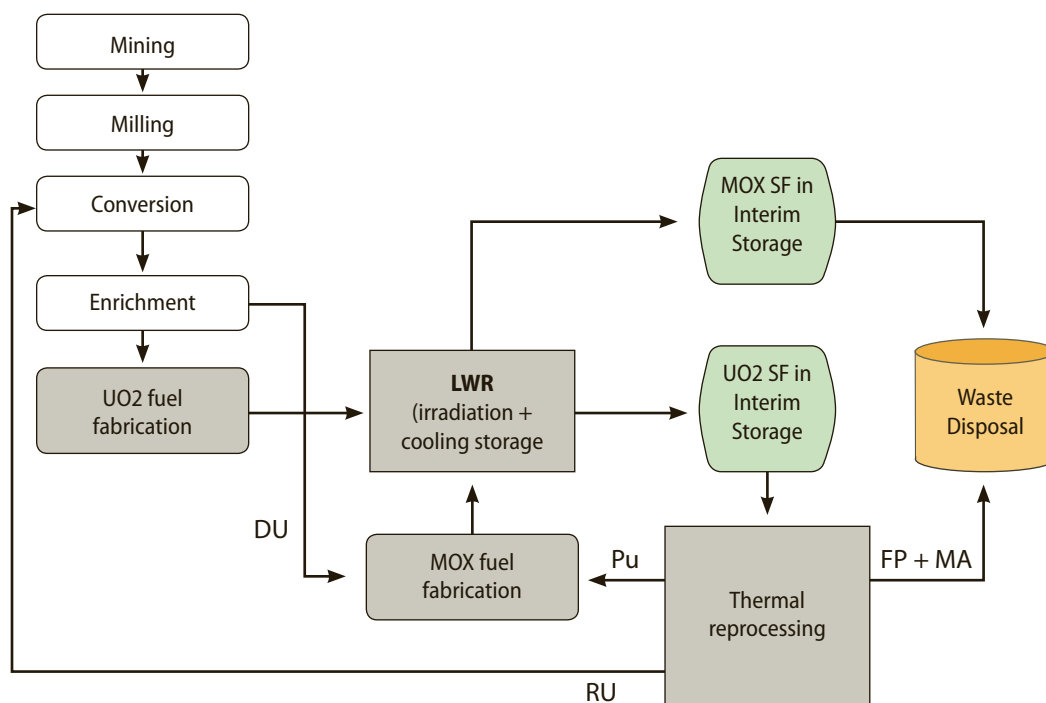 Mining
Milling
Conversion
Enrichment
UO2 fuel
fabrication
LWR
(irradiation +
cooling storage
MOX SF in
Interim
Storage
UO2 SF in
Interim
Storage
Waste
Disposal
DU
MOX fuel
fabrication
Pu
Thermal
reprocessing
FP + MA
RU